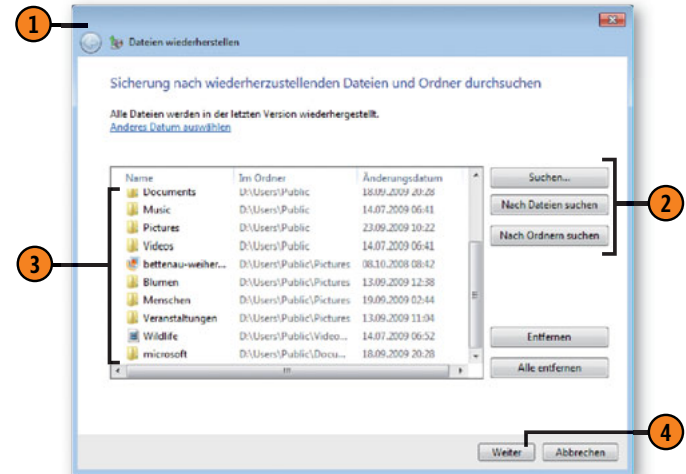 1
Dateien wiederherstellen
Sicherung nach wiederherzustellenden Dateien und Ordner durchsuchen
Alle Dateien werden in der letzten Version wiederhergestellt.
Anderes Datum auswählen
Name Im Ordner Änderungsdatum
Documents D:\Users\Public 18.09.2009 20:28
Music D:\Users\Public 14.07.2009 06:41
Pictures D:\Users\Public 23.09.2009 10:22
Videos D:\Users\Public 14.07.2009 06:41
bettenau-weiher... D:\Users\Public\Pictures 08.10.2008 08:42
Blumen D:\Users\Public\Pictures 13.09.2009 12:38
Menschen D:\Users\Public\Pictures 19.09.2009 02:44
Veranstaltungen D:\Users\Public\Pictures 13.09.2009 11:04
Wildlife D:\Users\Public\Video... 14.07.2009 06:52
microsoft D:\Users\Public\Docu... 18.09.2009 20:28
Suchen...
Nach Dateien suchen
Nach Ordnern suchen
2
3
Entfernen
Alle entfernen
Weiter Abbrechen
4